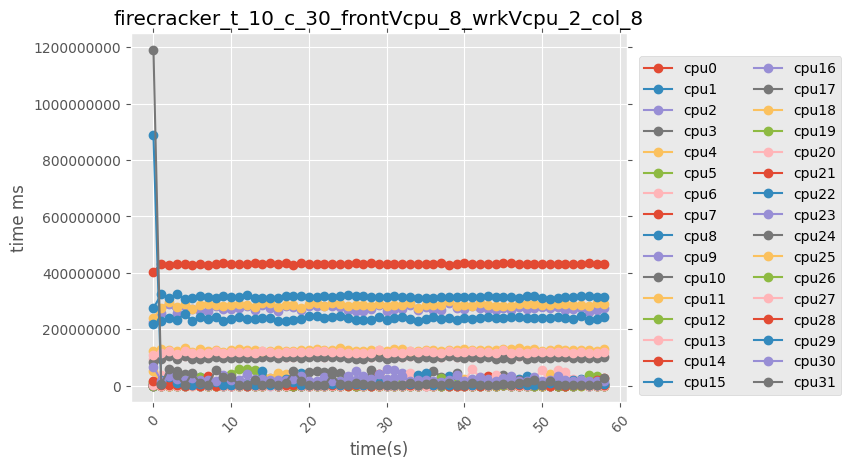 firecracker_t_10_c_30_frontVcpu_8_wrkVcpu_2_col_8
time ms
1200000000
1000000000
800000000
600000000
400000000
200000000
0
0
10
20
30
40
50
60
time(s)
cpu0
cpu1
cpu2
cpu3
cpu4
cpu5
cpu6
cpu7
cpu8
cpu9
cpu10
cpu11
cpu12
cpu13
cpu14
cpu15
cpu16
cpu17
cpu18
cpu19
cpu20
cpu21
cpu22
cpu23
cpu24
cpu25
cpu26
cpu27
cpu28
cpu29
cpu30
cpu31